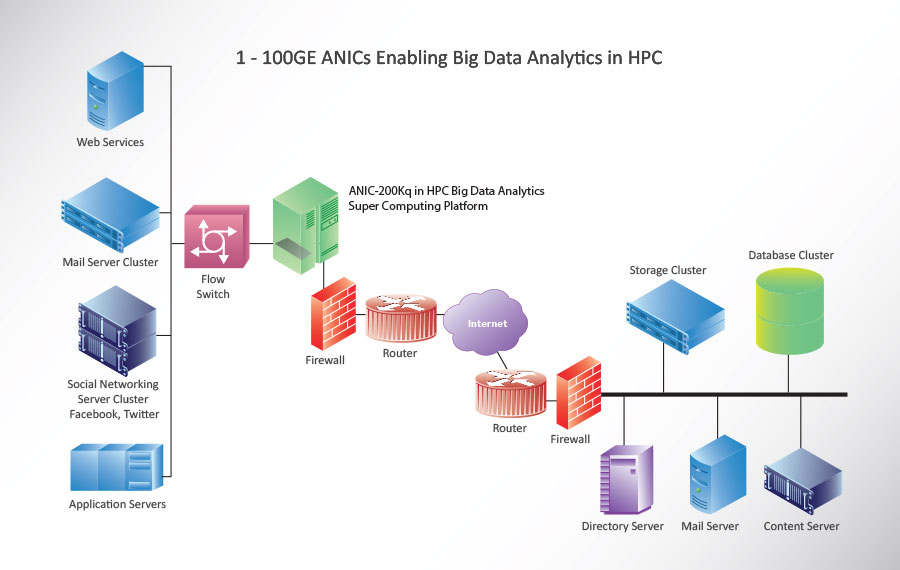 1 - 100GE ANICs Enabling Big Data Analytics in HPC
Web Services
ANIC-200Kq in HPC Big Data Analytics
Super Computing Platform
Mail Server Cluster
Flow
Switch
Social Networking
Server Cluster
Facebook, Twitter
Application Servers
Firewall
Router
Internet
Router
Firewall
Storage Cluster
Database Cluster
Directory Server
Mail Server
Content Server